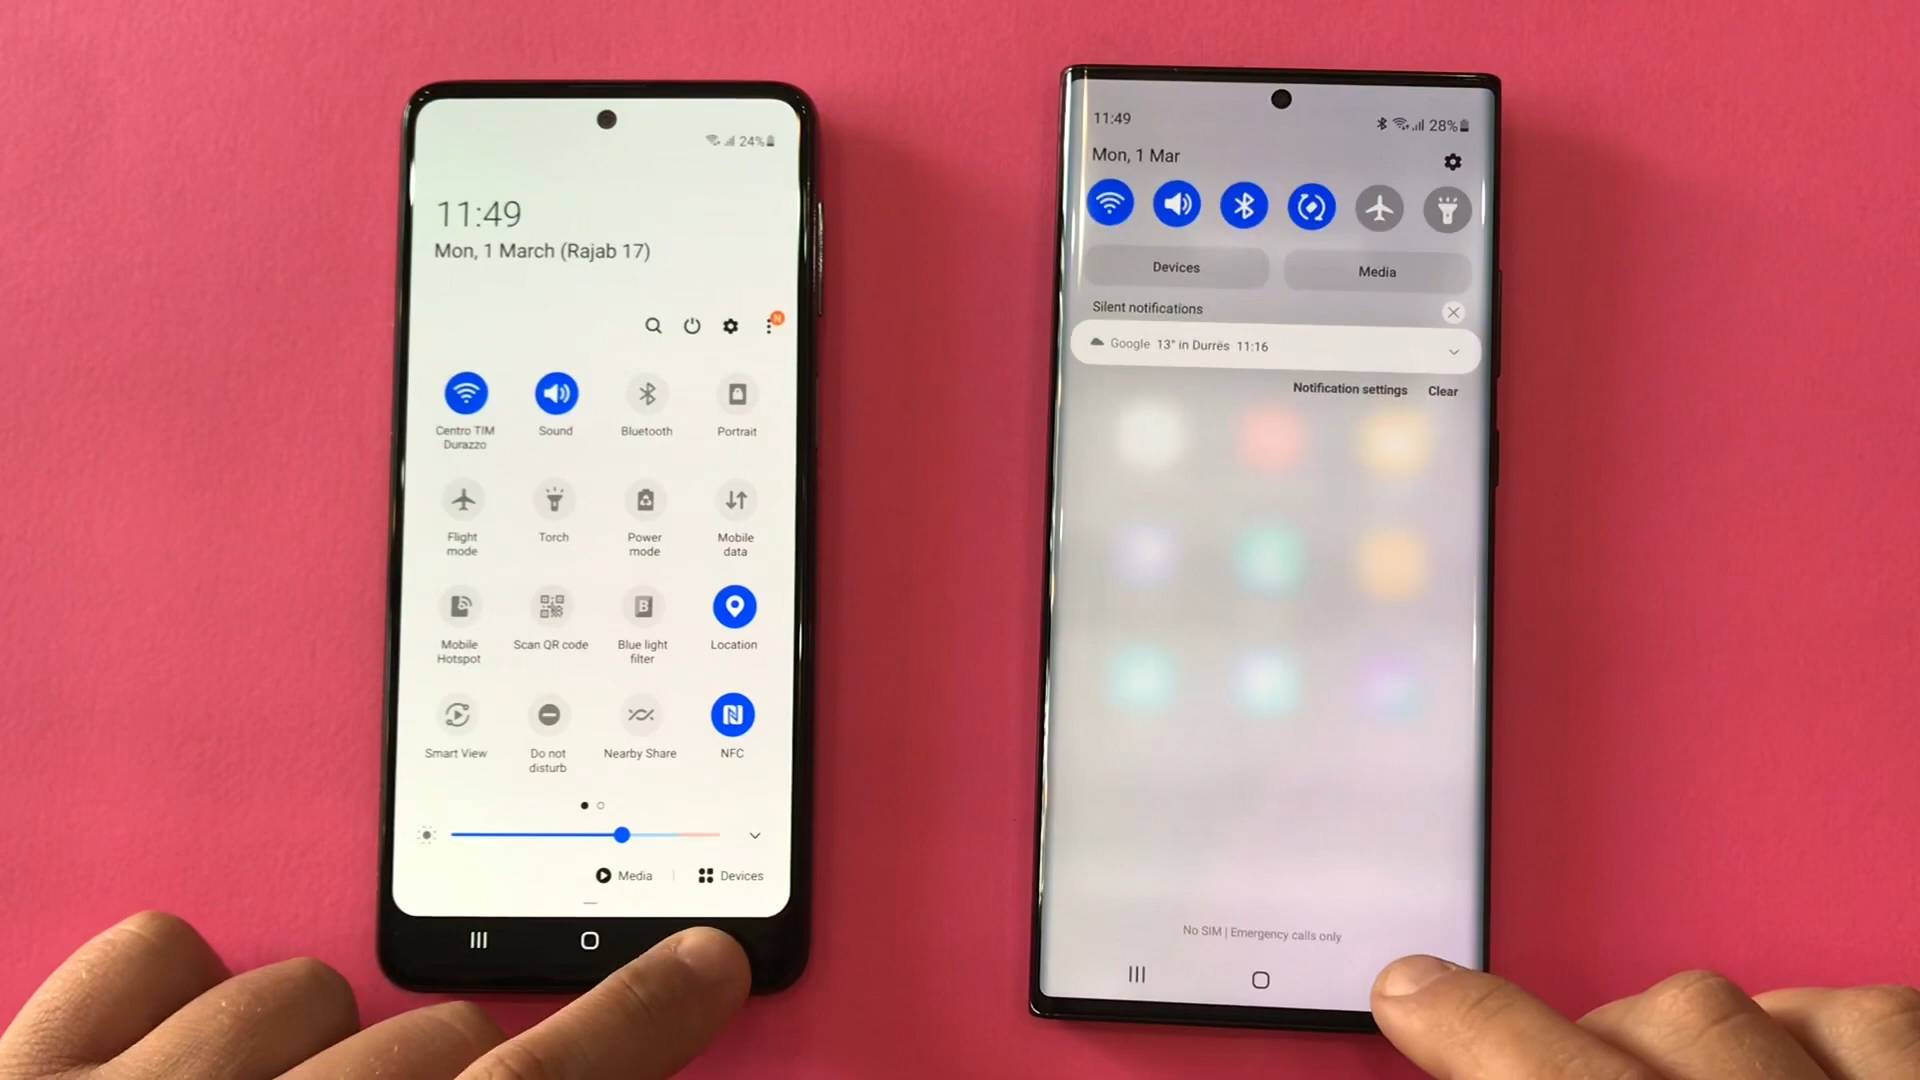 24%
11:49
Mon, 1 March (Rajab 17)
N
Centro TIM
Durazzo
Sound
Bluetooth
Portrait
Flight
mode
Torch
Power
mode
Mobile
data
Mobile
Hotspot
Scan QR code
B
Blue light
filter
Location
Smart View
Do not
disturb
Nearby Share
NFC
Media
Devices
11:49
28%
Mon, 1 Mar
Devices
Media
Silent notifications
Google 13° in Durrës 11:16
Notification settings
Clear
No SIM | Emergency calls only